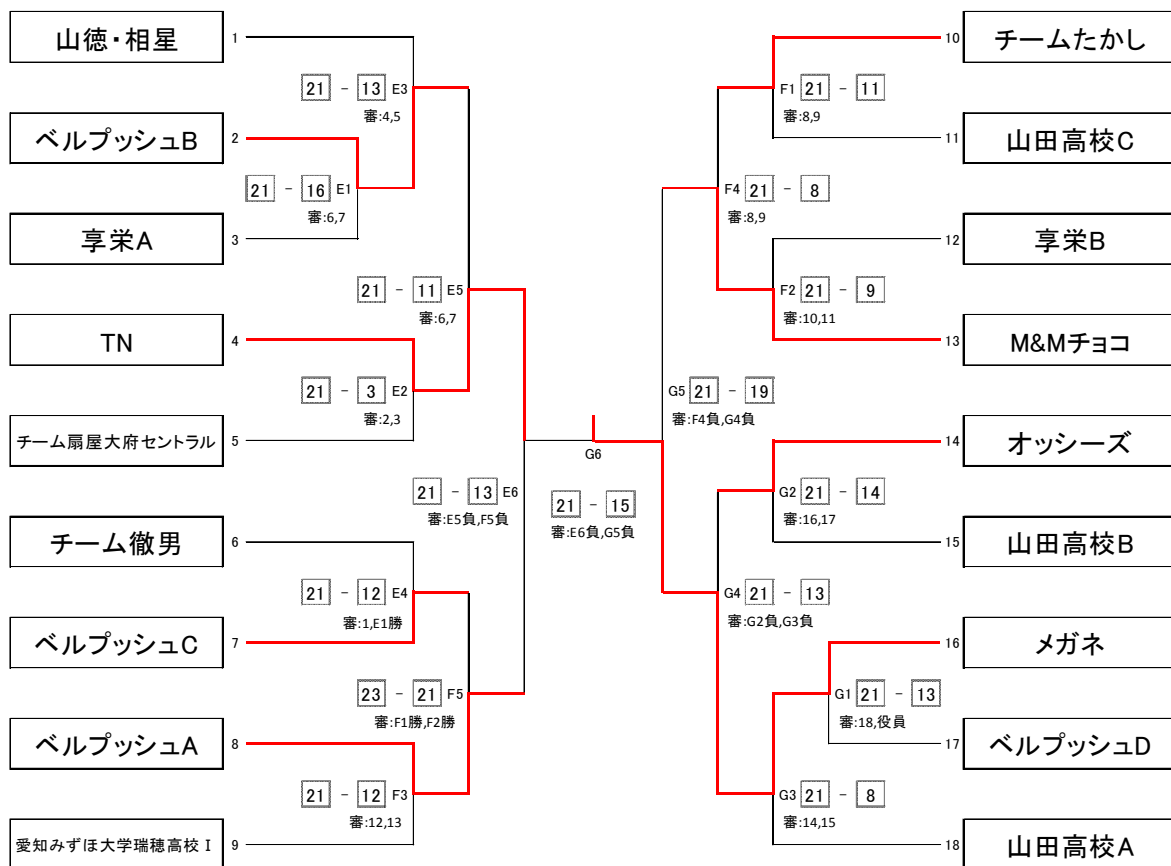 山徳・相星 1
10 チームたかし
21 - 13 E3
審:4,5
F1 21 - 11
審:8,9
ベルプッシュB 2
11 山田高校C
21 - 16 E1
審:6,7
F4 21 - 8
審:8,9
享栄A 3
12 享栄B
21 - 11 E5
審:6,7
F2 21 - 9
審:10,11
TN 4
13 M&Mチョコ
21 - 3 E2
審:2,3
G5 21 - 19
審:F4負,G4負
チーム扇屋大府セントラル 5
G6
14 オッシーズ
21 - 13 E6
審:E5負,F5負
21 - 15
審:E6負,G5負
G2 21 - 14
審:16,17
チーム徹男 6
15 山田高校B
21 - 12 E4
審:1,E1勝
G4 21 - 13
審:G2負,G3負
ベルプッシュC 7
16 メガネ
23 - 21 F5
審:F1勝,F2勝
G1 21 - 13
審:18,役員
ベルプッシュA 8
17 ベルプッシュD
21 - 12 F3
審:12,13
G3 21 - 8
審:14,15
愛知みずほ大学瑞穂高校Ⅰ 9
18 山田高校A